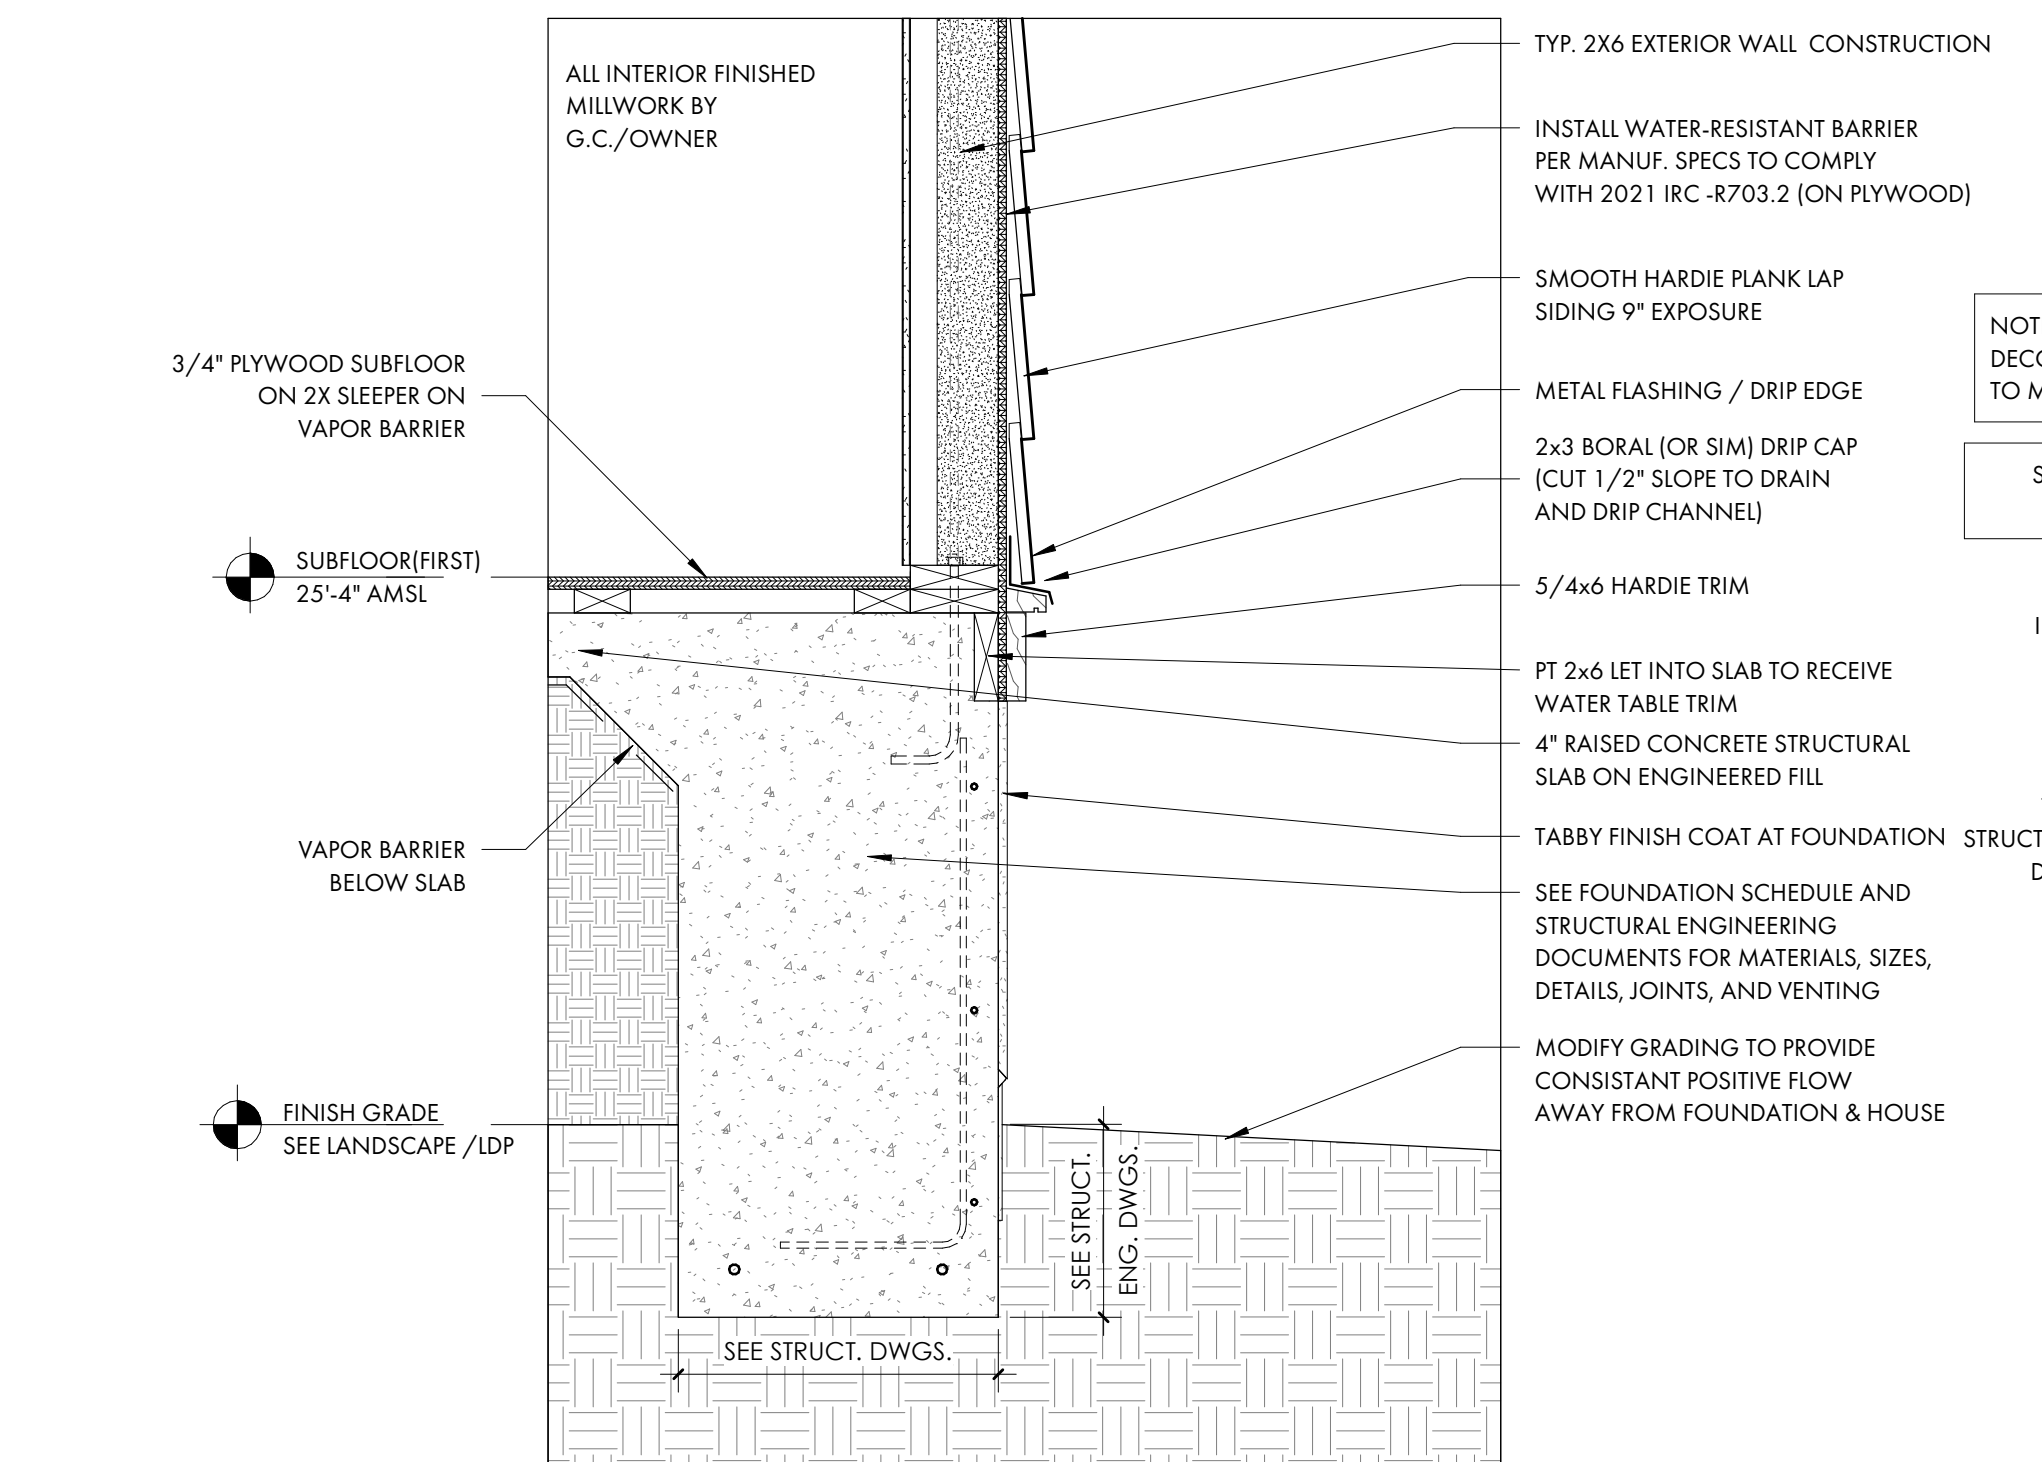 ALL INTERIOR FINISHED
MILLWORK BY
G.C./OWNER
3/4" PLYWOOD SUBFLOOR
ON 2X SLEEPER ON
VAPOR BARRIER
SUBFLOOR(FIRST)
25'-4" AMSL
VAPOR BARRIER
BELOW SLAB
FINISH GRADE
SEE LANDSCAPE /LDP
TYP. 2X6 EXTERIOR WALL CONSTRUCTION
INSTALL WATER-RESISTANT BARRIER
PER MANUF. SPECS TO COMPLY
WITH 2021 IRC -R703.2 (ON PLYWOOD)
SMOOTH HARDIE PLANK LAP
SIDING 9" EXPOSURE
METAL FLASHING / DRIP EDGE
2x3 BORAL (OR SIM) DRIP CAP
(CUT 1/2" SLOPE TO DRAIN
AND DRIP CHANNEL)
5/4x6 HARDIE TRIM
PT 2x6 LET INTO SLAB TO RECEIVE
WATER TABLE TRIM
4" RAISED CONCRETE STRUCTURAL
SLAB ON ENGINEERED FILL
TABBY FINISH COAT AT FOUNDATION
SEE FOUNDATION SCHEDULE AND
STRUCTURAL ENGINEERING
DOCUMENTS FOR MATERIALS, SIZES,
DETAILS, JOINTS, AND VENTING
MODIFY GRADING TO PROVIDE
CONSISTANT POSITIVE FLOW
AWAY FROM FOUNDATION & HOUSE
SEE STRUCT.
ENG. DWGS.
SEE STRUCT. DWGS.
TO